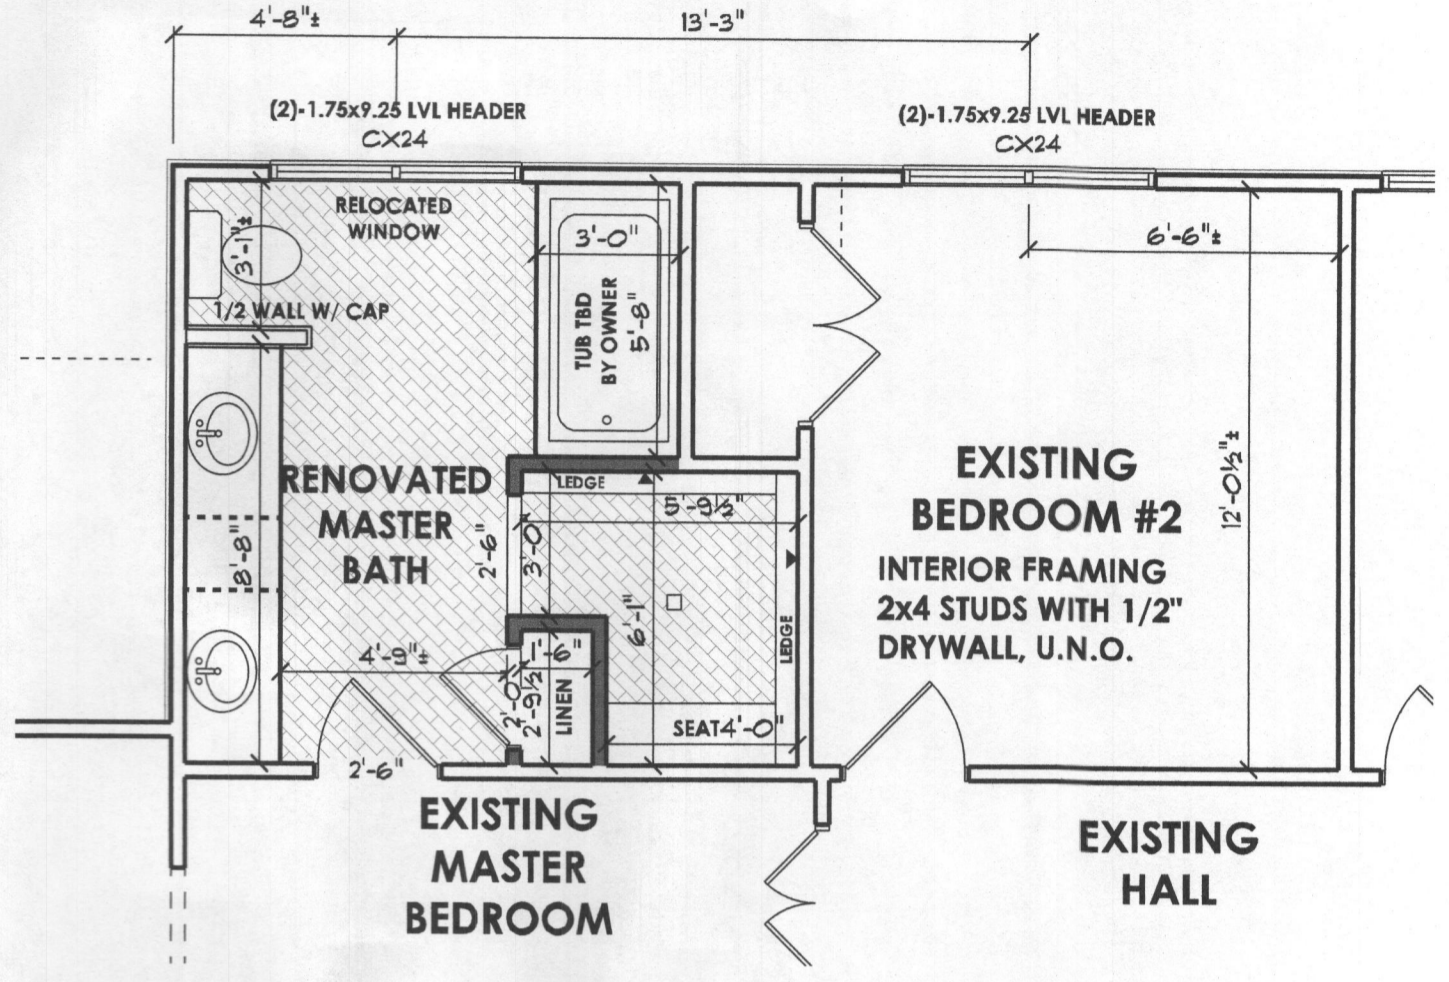 4'-8"±
13'-3"
(2)-1.75x9.25 LVL HEADER
CX24
(2)-1.75x9.25 LVL HEADER
CX24
RELOCATED
WINDOW
3'-1"±
1/2 WALL W/ CAP
3'-0"
TUB TBD
BY OWNER
5'-8"
6'-6"±
12'-0½"±
RENOVATED
MASTER
BATH
8'-8"
LEDGE
5'-9½"
2'-6"
3'-0"
6'-1"
LEDGE
4'-0"±
1'-6"
2'-0"
2'-9½"
LINEN
SEAT
4'-0"
2'-6"
EXISTING
BEDROOM #2
INTERIOR FRAMING
2x4 STUDS WITH 1/2"
DRYWALL, U.N.O.
EXISTING
MASTER
BEDROOM
EXISTING
HALL